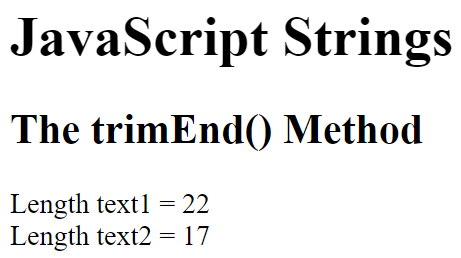 JavaScript Strings
The trimEnd() Method
Length text1 = 22
Length text2 = 17